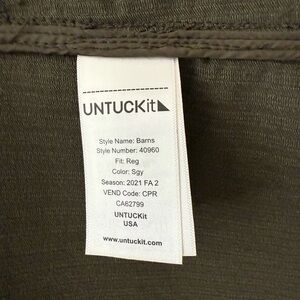 UNTUCKit
Style Name: Barns
Style Number: 40960
Fit: Reg
Color: Sgy
Season: 2021 FA 2
VEND Code: CPR
CA62799
UNTUCKit
USA
www.untuckit.com